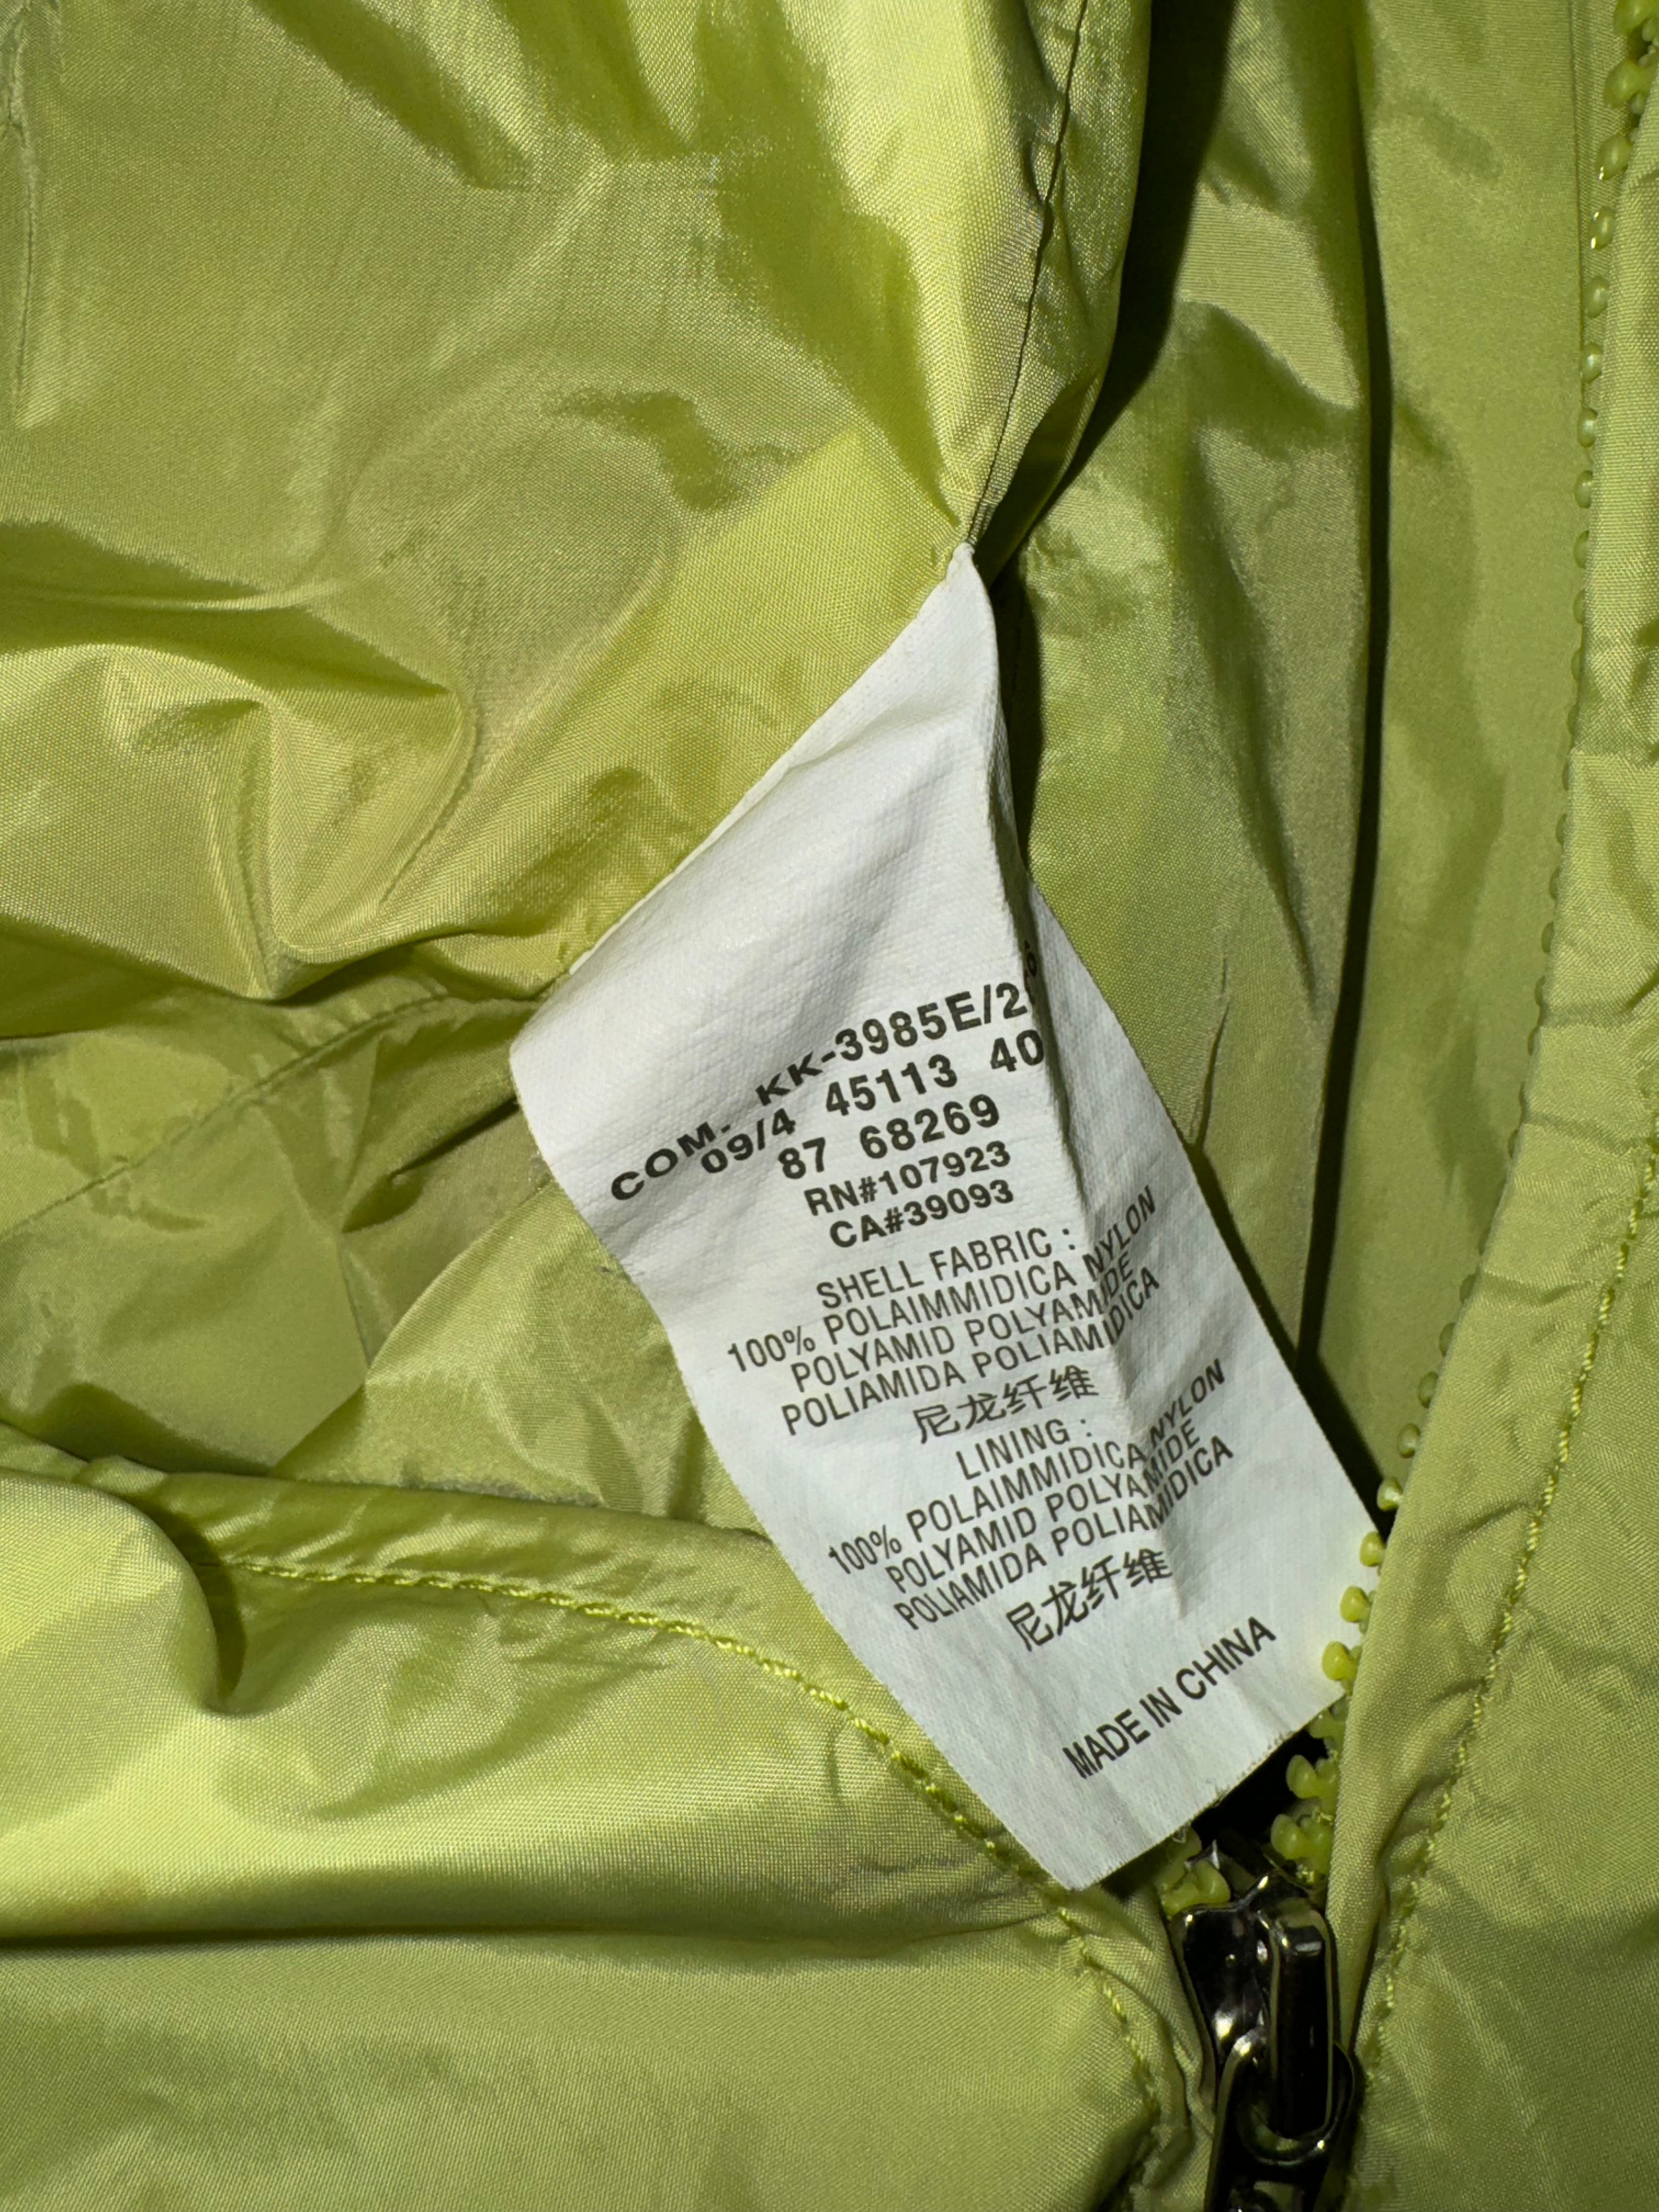 COM. KK-3985E/2
09/4 45113 40
87 68269
RN#107923
CA#39093
SHELL FABRIC :
100% POLAIMMIDICA NYLON
POLYAMID POLYAMIDE
POLIAMIDA POLIAMIDICA
尼龙纤维
LINING :
100% POLAIMMIDICA NYLON
POLYAMID POLYAMIDE
POLIAMIDA POLIAMIDICA
尼龙纤维
MADE IN CHINA